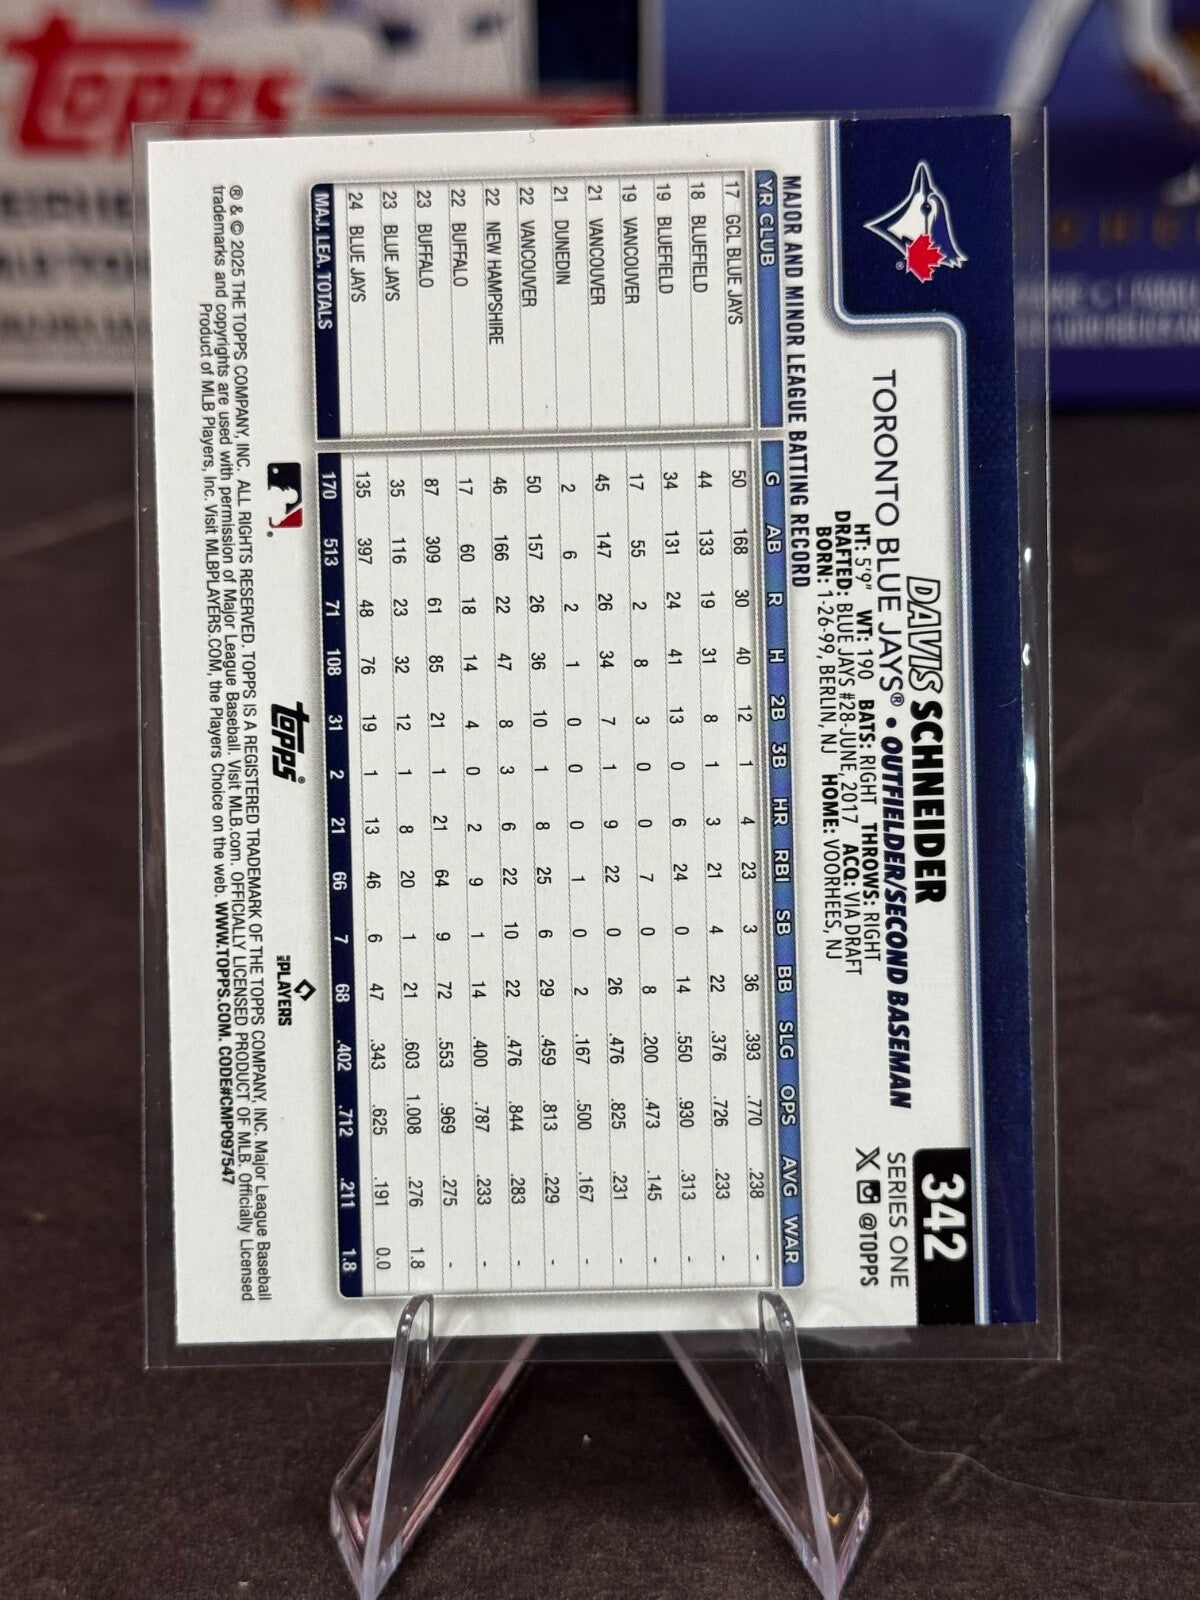 Topps
342
SERIES ONE
@TOPPS
DAVIS SCHNEIDER
TORONTO BLUE JAYS® • OUTFIELDER/SECOND BASEMAN
HT: 5'9" WT: 190 BATS: RIGHT THROWS: RIGHT
DRAFTED: BLUE JAYS #28-JUNE, 2017 ACQ: VIA DRAFT
BORN: 1-26-99, BERLIN, NJ HOME: VOORHEES, NJ
MAJOR AND MINOR LEAGUE BATTING RECORD
YR CLUB G AB R H 2B 3B HR RBI SB BB SLG OPS AVG WAR
17 GCL BLUE JAYS 50 168 30 40 12 1 4 23 3 36 .393 .770 .238 -
18 BLUEFIELD 44 133 19 31 8 1 3 21 4 22 .376 .726 .233 -
19 BLUEFIELD 34 131 24 41 13 0 6 24 0 14 .550 .930 .313 -
19 VANCOUVER 17 55 2 8 3 0 0 7 0 8 .200 .473 .145 -
21 VANCOUVER 45 147 26 34 7 1 9 22 0 26 .476 .825 .231 -
21 DUNEDIN 2 6 2 1 0 0 0 1 0 2 .167 .500 .167 -
22 VANCOUVER 50 157 26 36 10 1 8 25 6 29 .459 .813 .229 -
22 NEW HAMPSHIRE 46 166 22 47 8 3 6 22 10 22 .476 .844 .283 -
22 BUFFALO 17 60 18 14 4 0 2 9 1 14 .400 .787 .233 -
23 BUFFALO 87 309 61 85 21 1 21 64 9 72 .553 .969 .275 -
23 BLUE JAYS 35 116 23 32 12 1 8 20 1 21 .603 1.008 .276 1.8
24 BLUE JAYS 135 397 48 76 19 1 13 46 6 47 .343 .625 .191 0.0
MAJ. LEA. TOTALS 170 513 71 108 31 2 21 66 7 68 .402 .712 .211 1.8
topps®
PLAYERS
® & © 2025 THE TOPPS COMPANY, INC. ALL RIGHTS RESERVED. TOPPS IS A REGISTERED TRADEMARK OF THE TOPPS COMPANY, INC. Major League Baseball
trademarks and copyrights are used with permission of Major League Baseball. Visit MLB.com. OFFICIALLY LICENSED PRODUCT OF MLB. Officially Licensed
Product of MLB Players, Inc. Visit MLBPLAYERS.COM, the Players Choice on the web. WWW.TOPPS.COM. CODE#CMP097547